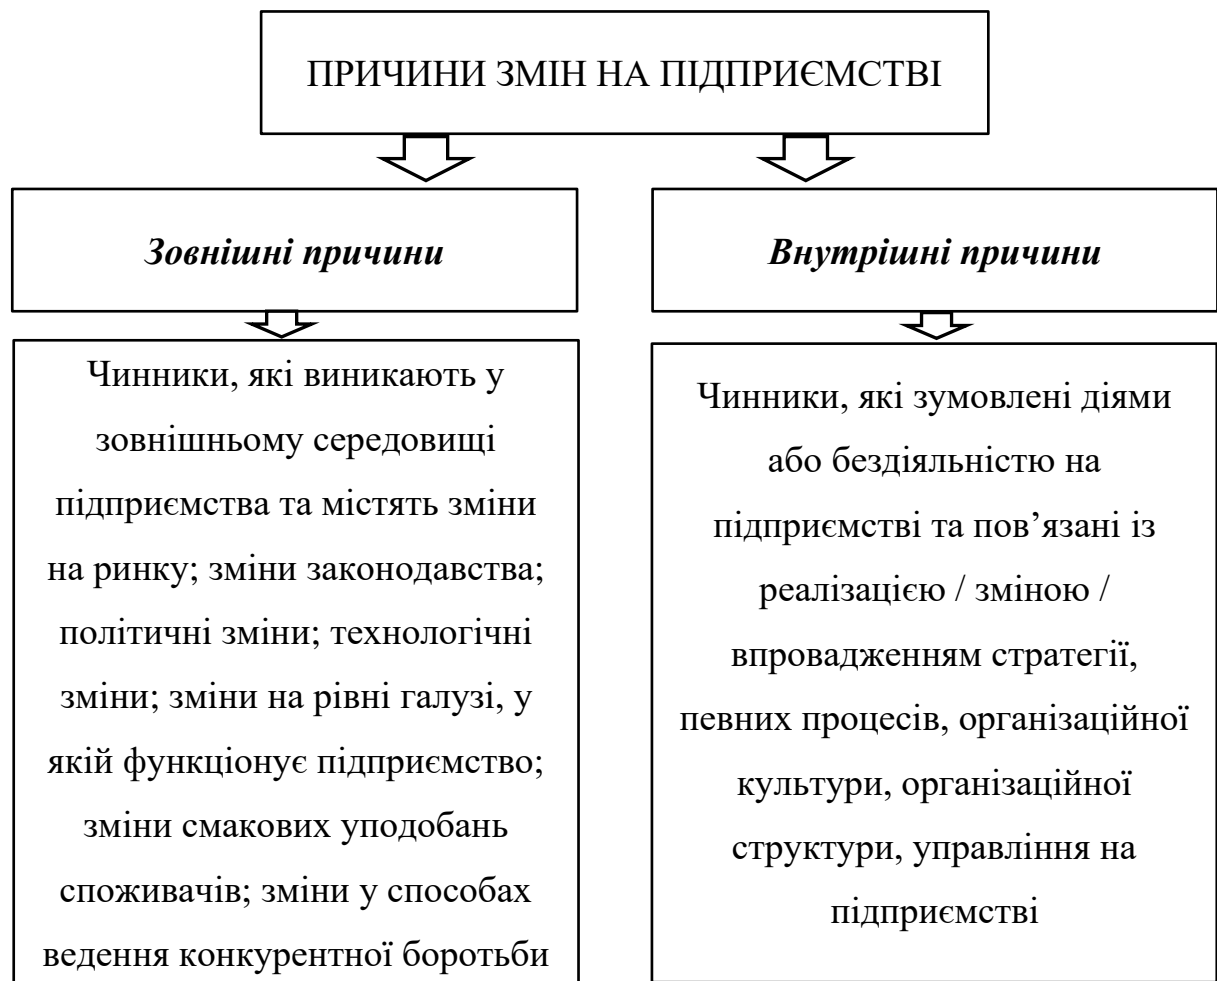 ПРИЧИНИ ЗМІН НА ПІДПРИЄМСТВІ
Зовнішні причини
Чинники, які виникають у
зовнішньому середовищі
підприємства та містять зміни
на ринку; зміни законодавства;
політичні зміни; технологічні
зміни; зміни на рівні галузі, у
якій функціонує підприємство;
зміни смакових уподобань
споживачів; зміни у способах
ведення конкурентної боротьби
Внутрішні причини
Чинники, які зумовлені діями
або бездіяльністю на
підприємстві та пов’язані із
реалізацією / зміною /
впровадженням стратегії,
певних процесів, організаційної
культури, організаційної
структури, управління на
підприємстві